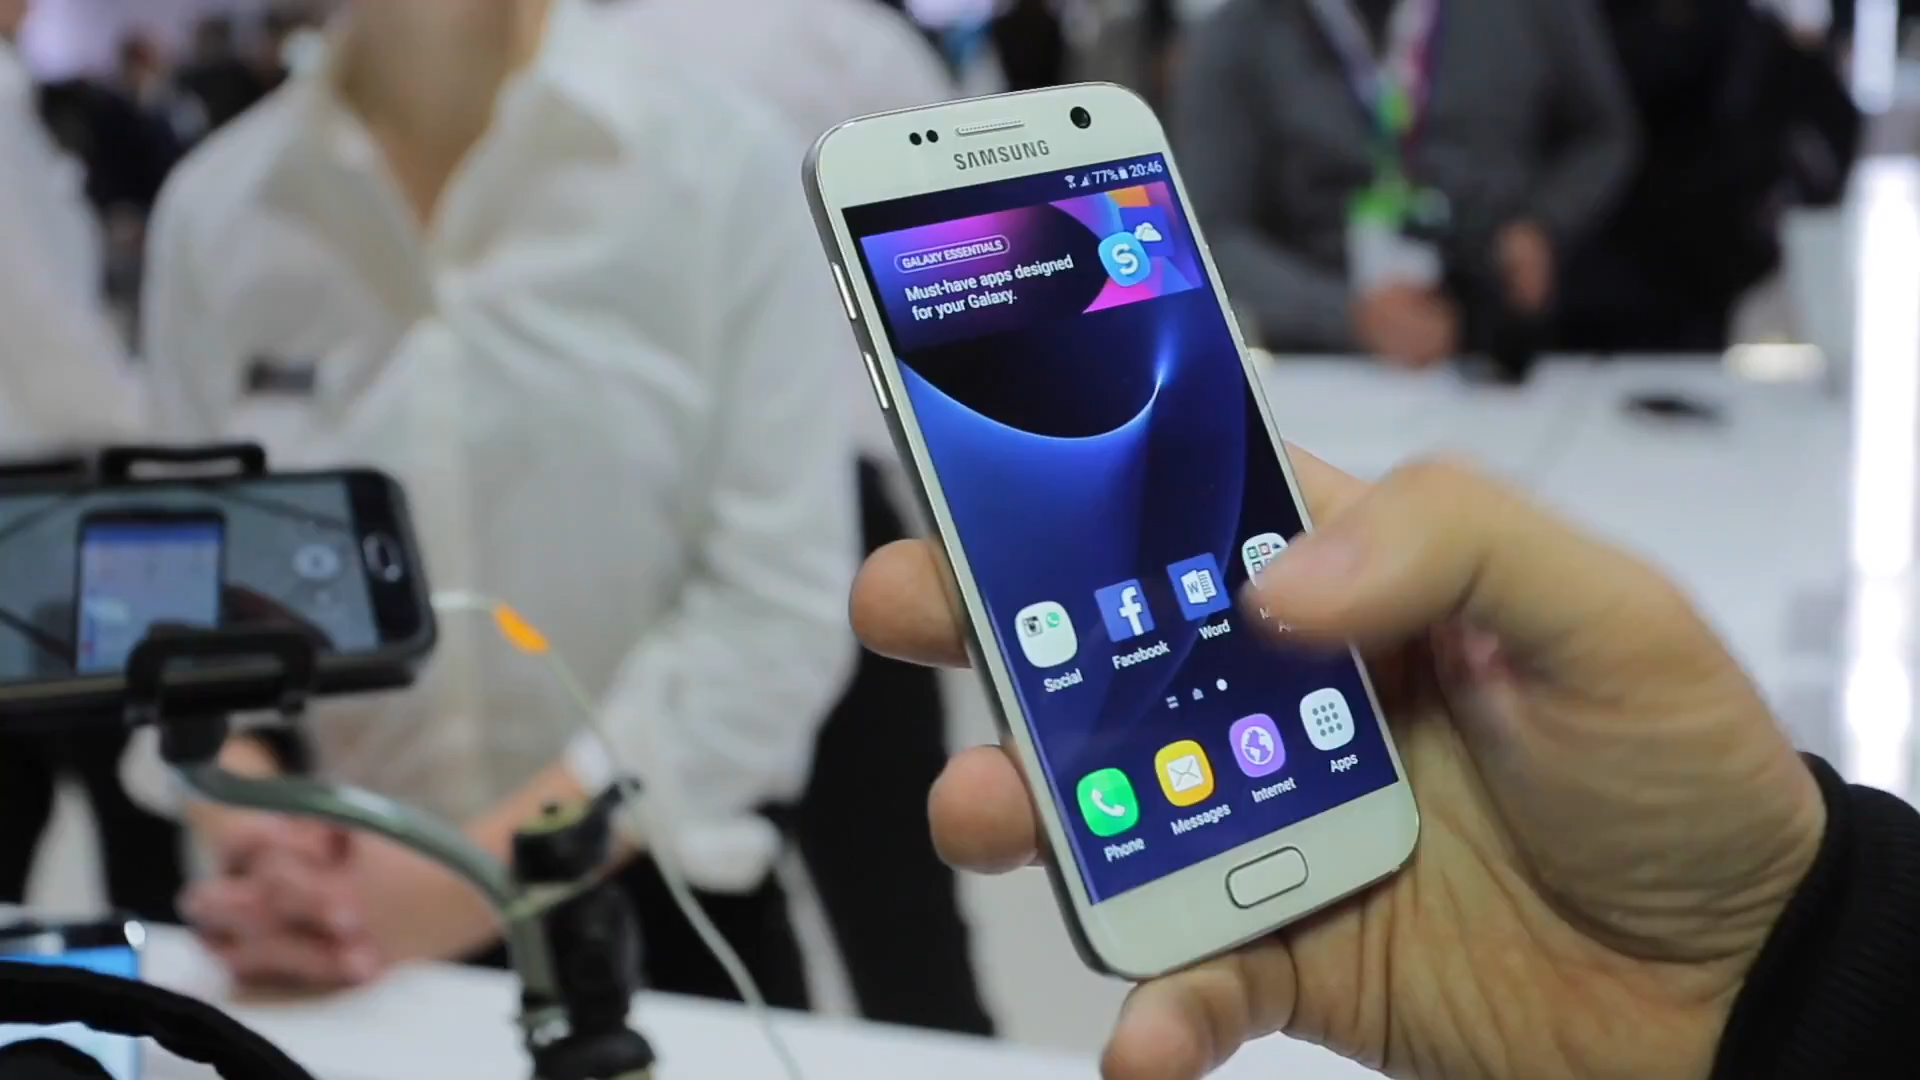 SAMSUNG
77% 20:46
GALAXY ESSENTIALS
Must-have apps designed
for your Galaxy.
S
f
W
Social
Facebook
Word
Phone
Messages
Internet
Apps